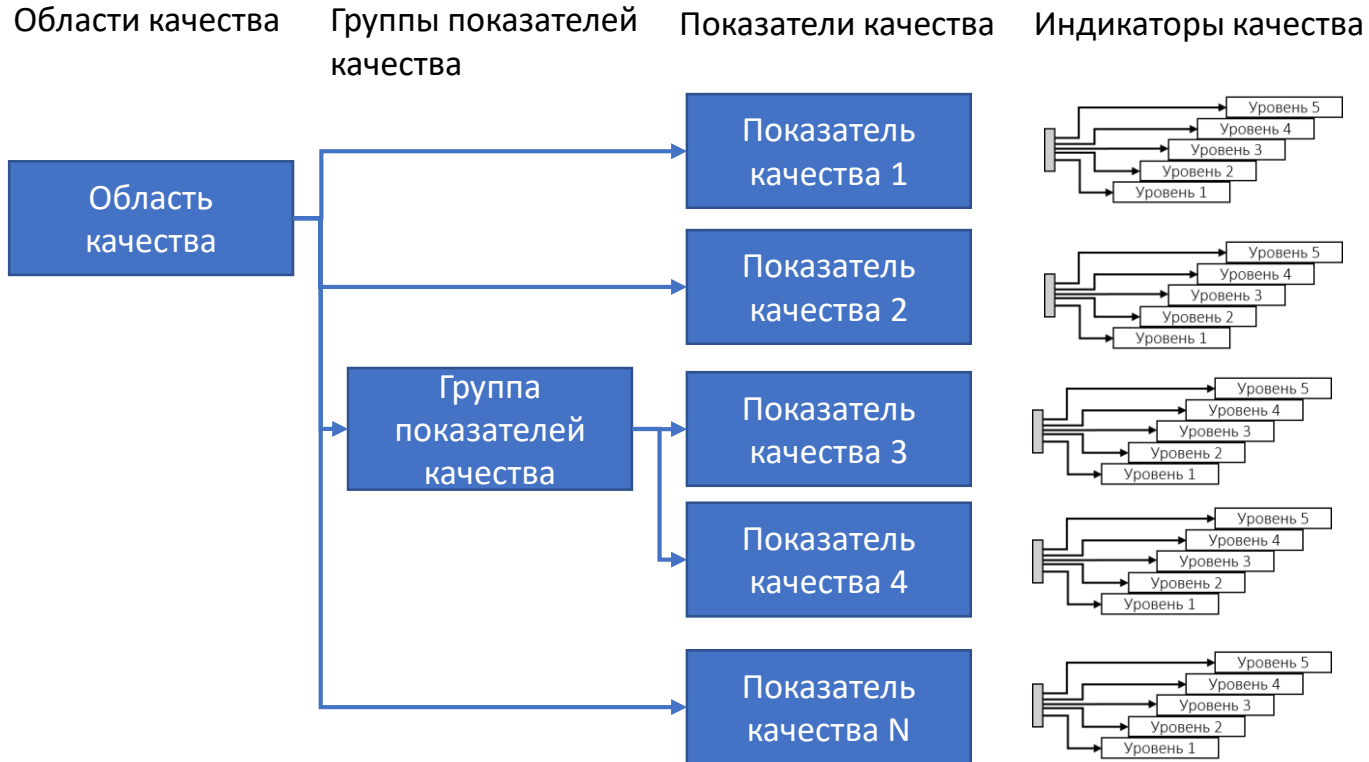 Области качества
Группы показателей
качества
Показатели качества
Индикаторы качества
Область
качества
Группа
показателей
качества
Показатель
качества 1
Уровень 5
Уровень 4
Уровень 3
Уровень 2
Уровень 1
Показатель
качества 2
Уровень 5
Уровень 4
Уровень 3
Уровень 2
Уровень 1
Показатель
качества 3
Уровень 5
Уровень 4
Уровень 3
Уровень 2
Уровень 1
Показатель
качества 4
Уровень 5
Уровень 4
Уровень 3
Уровень 2
Уровень 1
Показатель
качества N
Уровень 5
Уровень 4
Уровень 3
Уровень 2
Уровень 1